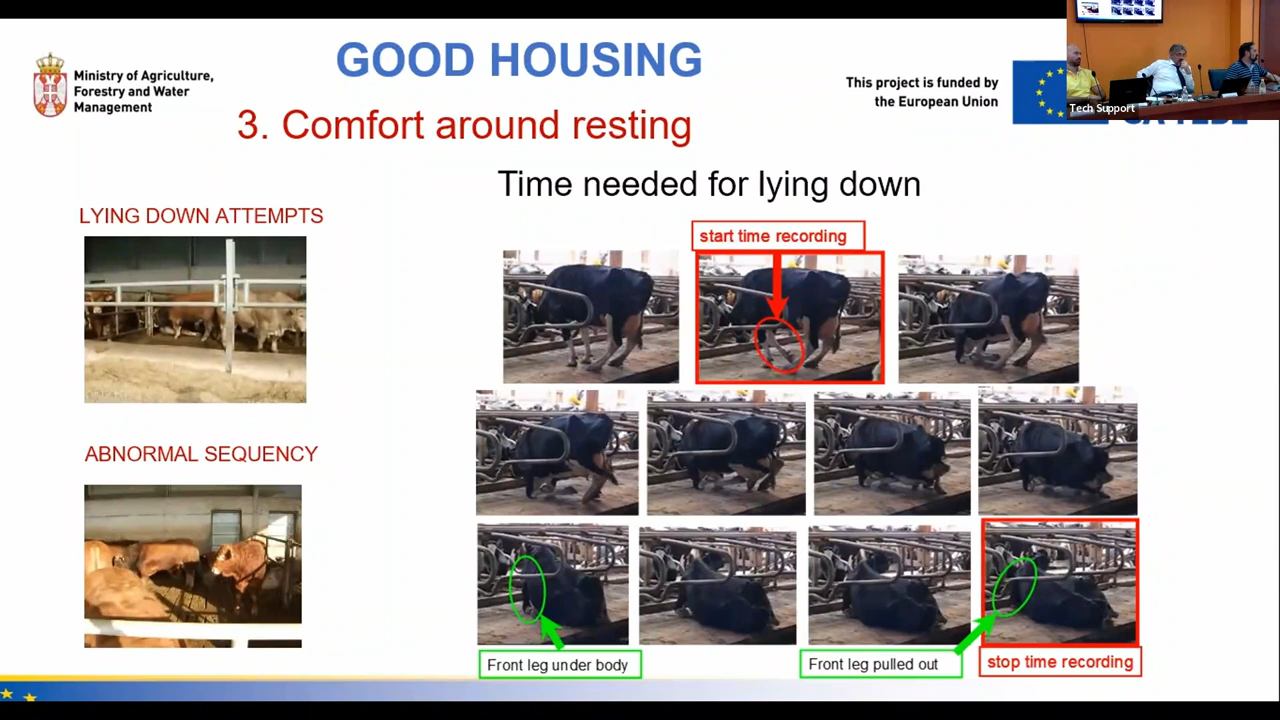 GOOD HOUSING
Ministry of Agriculture,
Forestry and Water
Management
This project is funded by
the European Union
Tech Support
3. Comfort around resting
Time needed for lying down
LYING DOWN ATTEMPTS
start time recording
ABNORMAL SEQUENCY
Front leg under body
Front leg pulled out
stop time recording